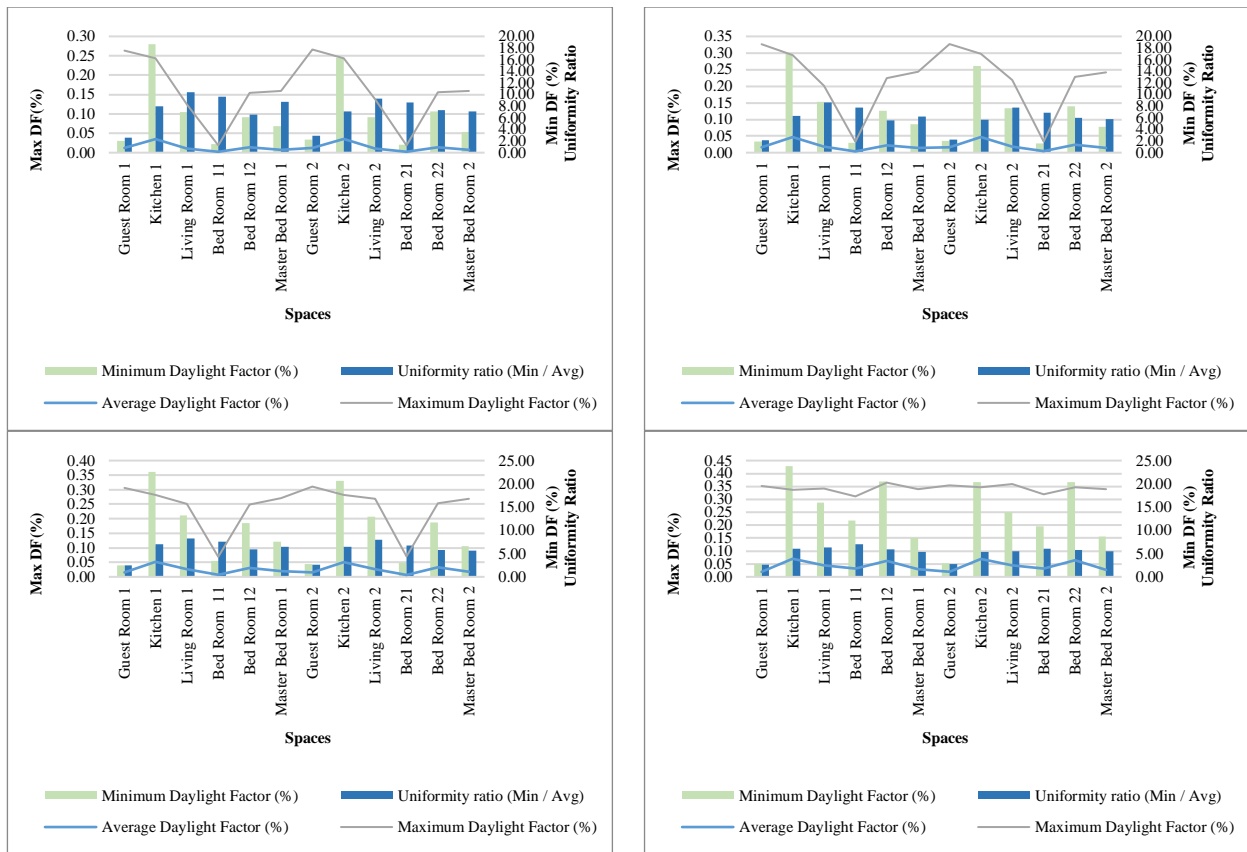 0.30
0.25
0.20
0.15
0.10
0.05
0.00
Max DF(%)
20.00
18.00
16.00
14.00
12.00
10.00
8.00
6.00
4.00
2.00
0.00
Min DF (%)
Uniformity Ratio
Guest Room 1
Kitchen 1
Living Room 1
Bed Room 11
Bed Room 12
Master Bed Room 1
Guest Room 2
Kitchen 2
Living Room 2
Bed Room 21
Bed Room 22
Master Bed Room 2
Spaces
Minimum Daylight Factor (%)
Uniformity ratio (Min / Avg)
Average Daylight Factor (%)
Maximum Daylight Factor (%)
0.35
0.30
0.25
0.20
0.15
0.10
0.05
0.00
Max DF(%)
20.00
18.00
16.00
14.00
12.00
10.00
8.00
6.00
4.00
2.00
0.00
Min DF (%)
Uniformity Ratio
Guest Room 1
Kitchen 1
Living Room 1
Bed Room 11
Bed Room 12
Master Bed Room 1
Guest Room 2
Kitchen 2
Living Room 2
Bed Room 21
Bed Room 22
Master Bed Room 2
Spaces
Minimum Daylight Factor (%)
Uniformity ratio (Min / Avg)
Average Daylight Factor (%)
Maximum Daylight Factor (%)
0.40
0.35
0.30
0.25
0.20
0.15
0.10
0.05
0.00
Max DF(%)
25.00
20.00
15.00
10.00
5.00
0.00
Min DF (%)
Uniformity Ratio
Guest Room 1
Kitchen 1
Living Room 1
Bed Room 11
Bed Room 12
Master Bed Room 1
Guest Room 2
Kitchen 2
Living Room 2
Bed Room 21
Bed Room 22
Master Bed Room 2
Spaces
Minimum Daylight Factor (%)
Uniformity ratio (Min / Avg)
Average Daylight Factor (%)
Maximum Daylight Factor (%)
0.45
0.40
0.35
0.30
0.25
0.20
0.15
0.10
0.05
0.00
Max DF(%)
25.00
20.00
15.00
10.00
5.00
0.00
Min DF (%)
Uniformity Ratio
Guest Room 1
Kitchen 1
Living Room 1
Bed Room 11
Bed Room 12
Master Bed Room 1
Guest Room 2
Kitchen 2
Living Room 2
Bed Room 21
Bed Room 22
Master Bed Room 2
Spaces
Minimum Daylight Factor (%)
Uniformity ratio (Min / Avg)
Average Daylight Factor (%)
Maximum Daylight Factor (%)